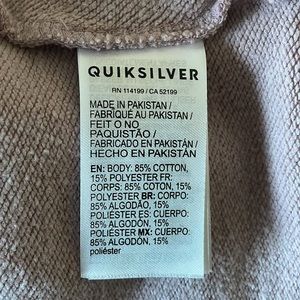 QUIKSILVER
RN 114199 / CA 52199
MADE IN PAKISTAN /
FABRIQUÉ AU PAKISTAN /
FEITO NO
PAQUISTÃO /
FABRICADO EN PAKISTÁN /
HECHO EN PAKISTÁN
EN: BODY: 85% COTTON,
15% POLYESTER FR:
CORPS: 85% COTON, 15%
POLYESTER BR: CORPO:
85% ALGODÃO, 15%
POLIÉSTER ES: CUERPO:
85% ALGODÓN, 15%
POLIÉSTER MX: CUERPO:
85% ALGODÓN, 15%
poliéster